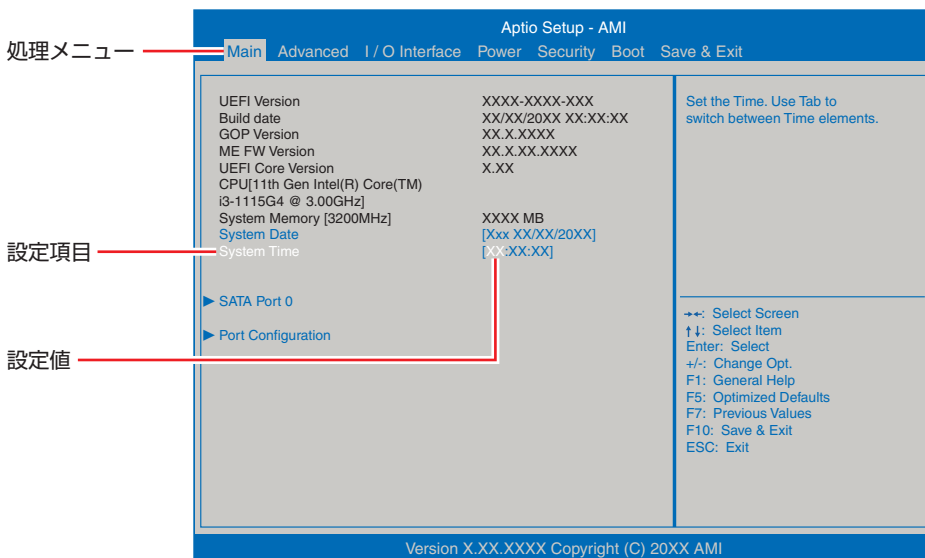 Aptio Setup - AMI
処理メニュー
Main Advanced I / O Interface Power Security Boot Save & Exit
UEFI Version XXXX-XXXX-XXX
Build date XX/XX/20XX XX:XX:XX
GOP Version XX.X.XXXX
ME FW Version XX.X.XX.XXXX
UEFI Core Version X.XX
CPU[11th Gen Intel(R) Core(TM)
i3-1115G4 @ 3.00GHz]
System Memory [3200MHz] XXXX MB
System Date [Xxx XX/XX/20XX]
設定項目
System Time [XX:XX:XX]
▶ SATA Port 0
▶ Port Configuration
設定値
Set the Time. Use Tab to
switch between Time elements.
→←: Select Screen
↑↓: Select Item
Enter: Select
+/-: Change Opt.
F1: General Help
F5: Optimized Defaults
F7: Previous Values
F10: Save & Exit
ESC: Exit
Version X.XX.XXXX Copyright (C) 20XX AMI